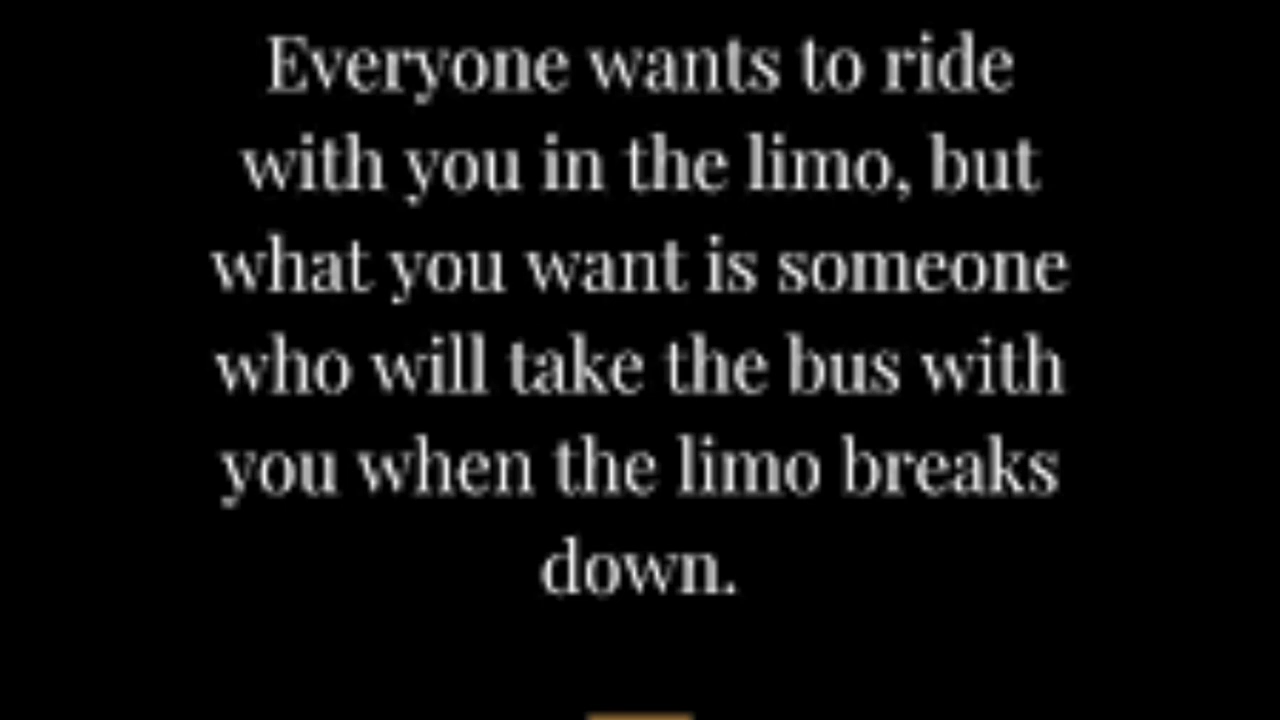 Everyone wants to ride
with you in the limo, but
what you want is someone
who will take the bus with
you when the limo breaks
down.